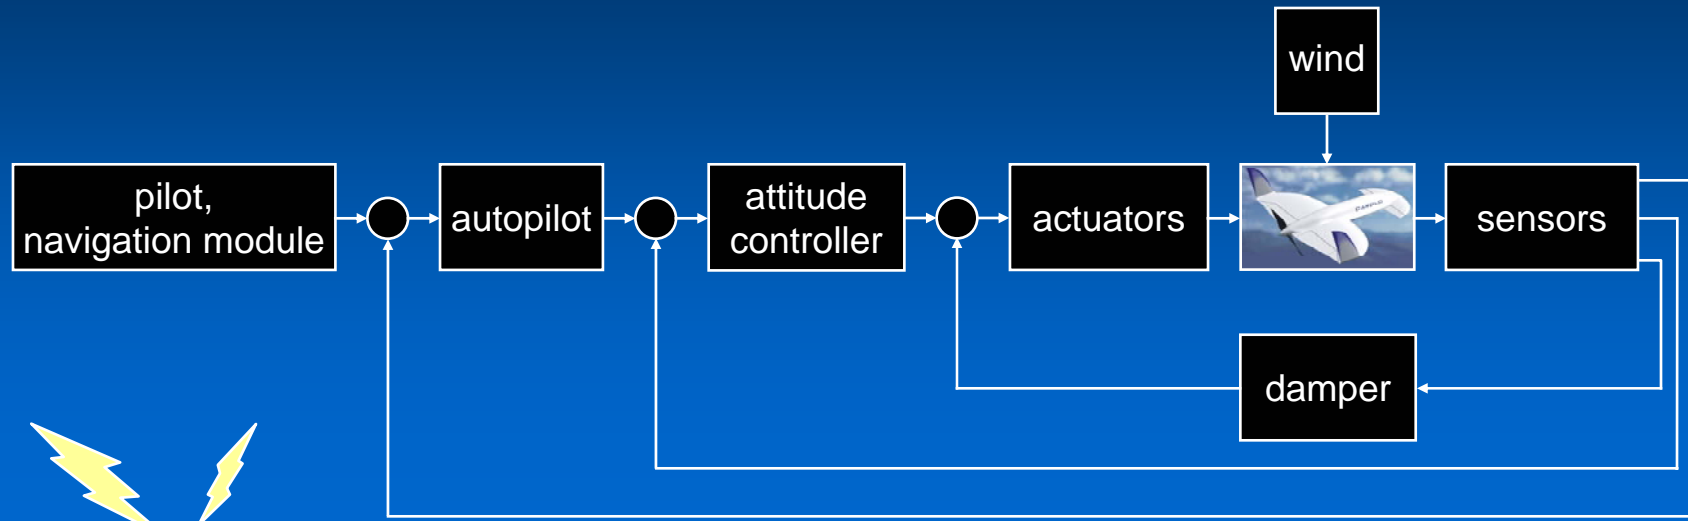 wind
pilot,
navigation module
autopilot
attitude
controller
actuators
sensors
damper